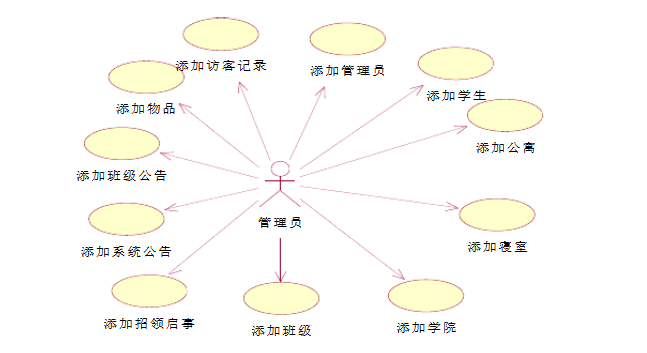 添加访客记录
添加管理员
添加学生
添加物品
添加公寓
添加班级公告
管理员
添加寝室
添加系统公告
添加招领启事
添加班级
添加学院